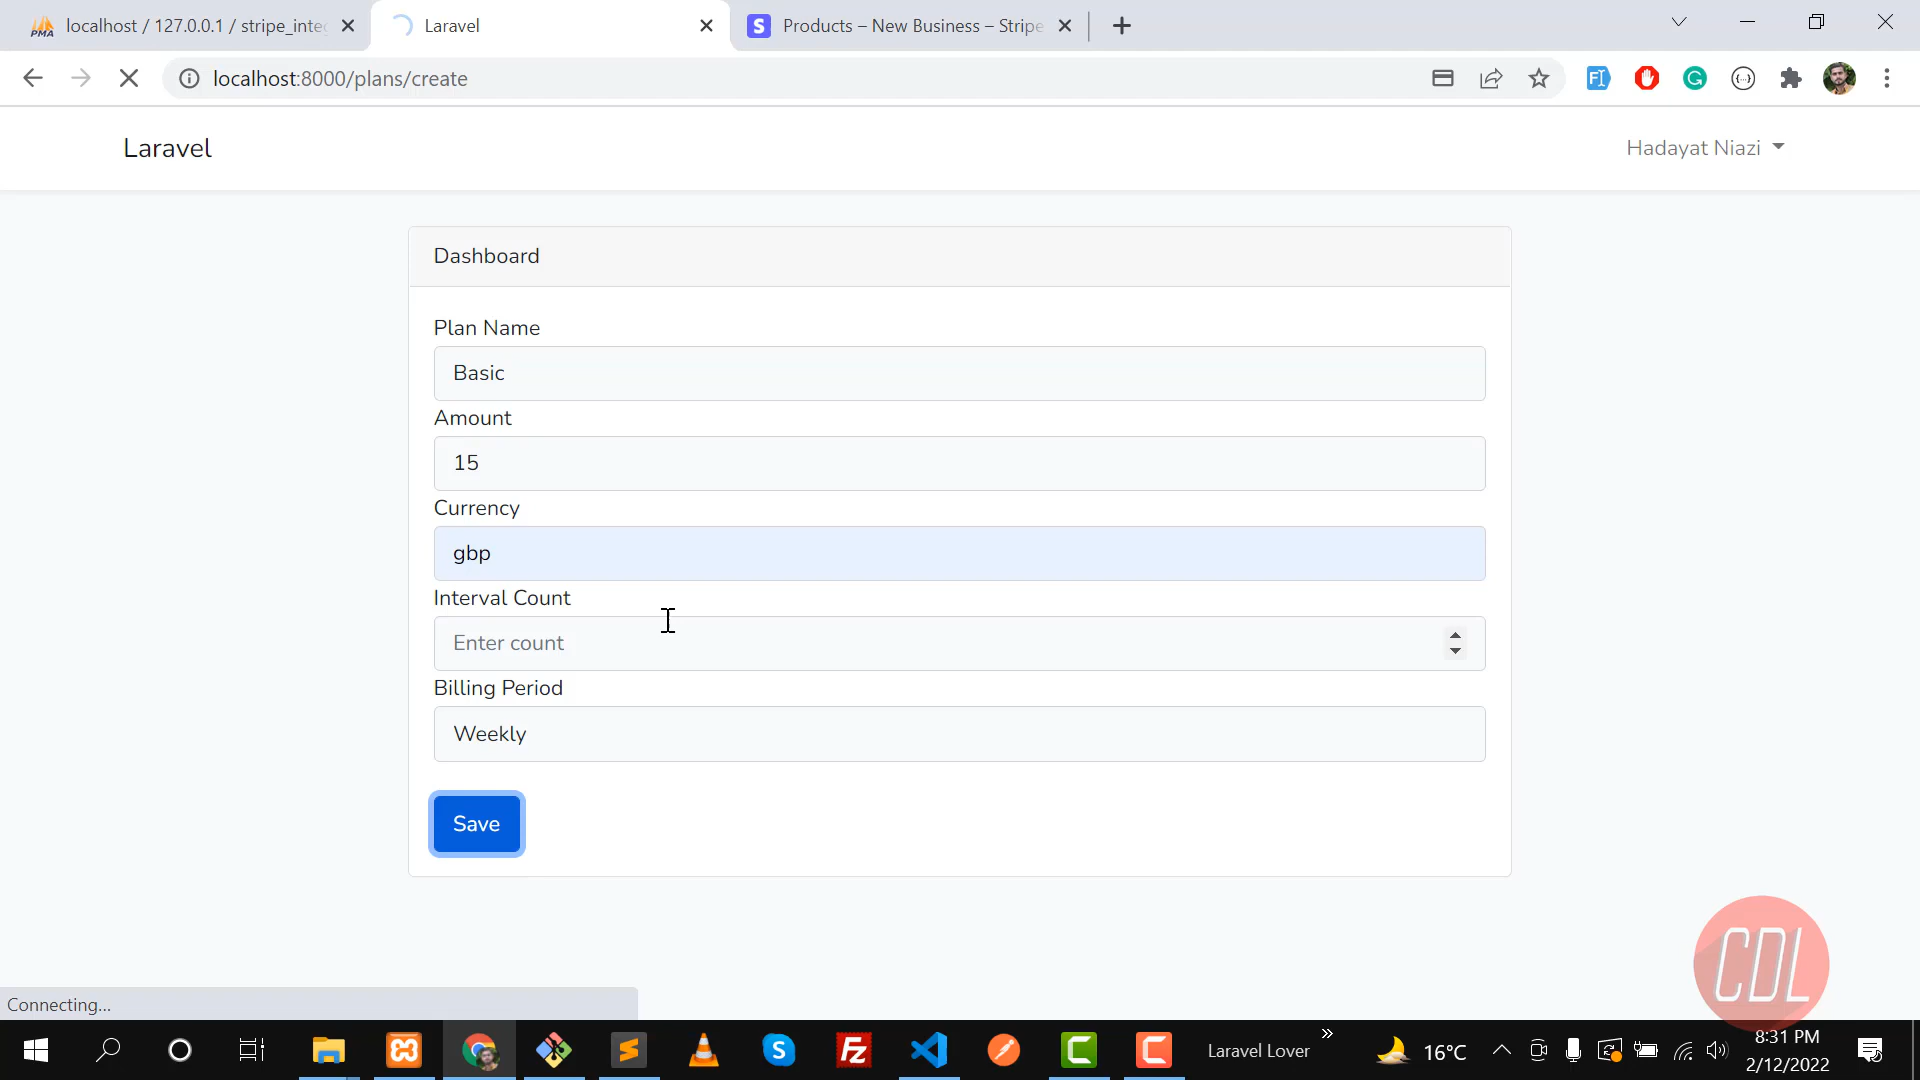 localhost / 127.0.0.1 / stripe_integ
Laravel
Products – New Business – Stripe
localhost:8000/plans/create
Laravel
Hadayat Niazi
Dashboard
Plan Name
Basic
Amount
15
Currency
gbp
Interval Count
Enter count
Billing Period
Weekly
Save
CDL
Connecting...
Laravel Lover
16°C
8:31 PM
2/12/2022